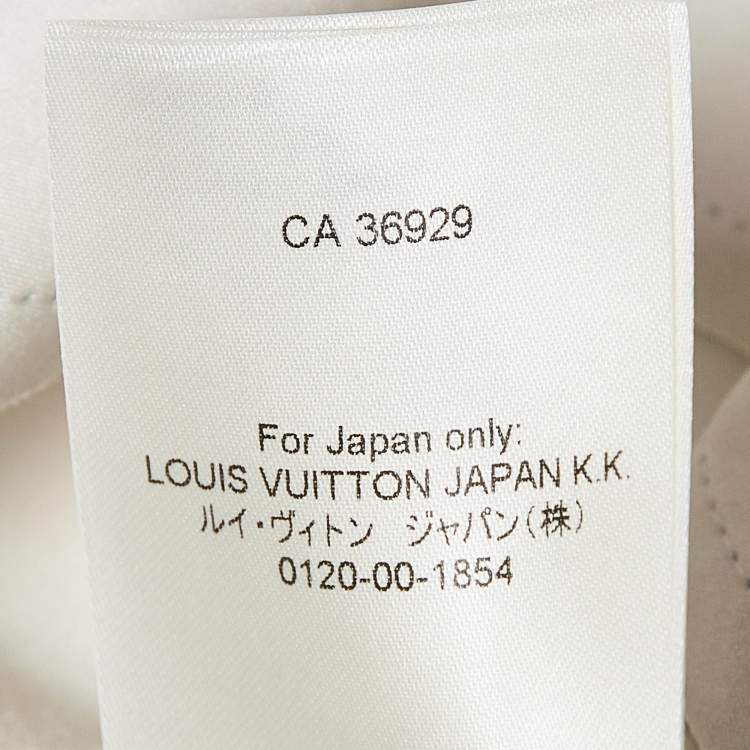 CA 36929
For Japan only:
LOUIS VUITTON JAPAN K.K.
ルイ・ヴィトン　ジャパン(株)
0120-00-1854